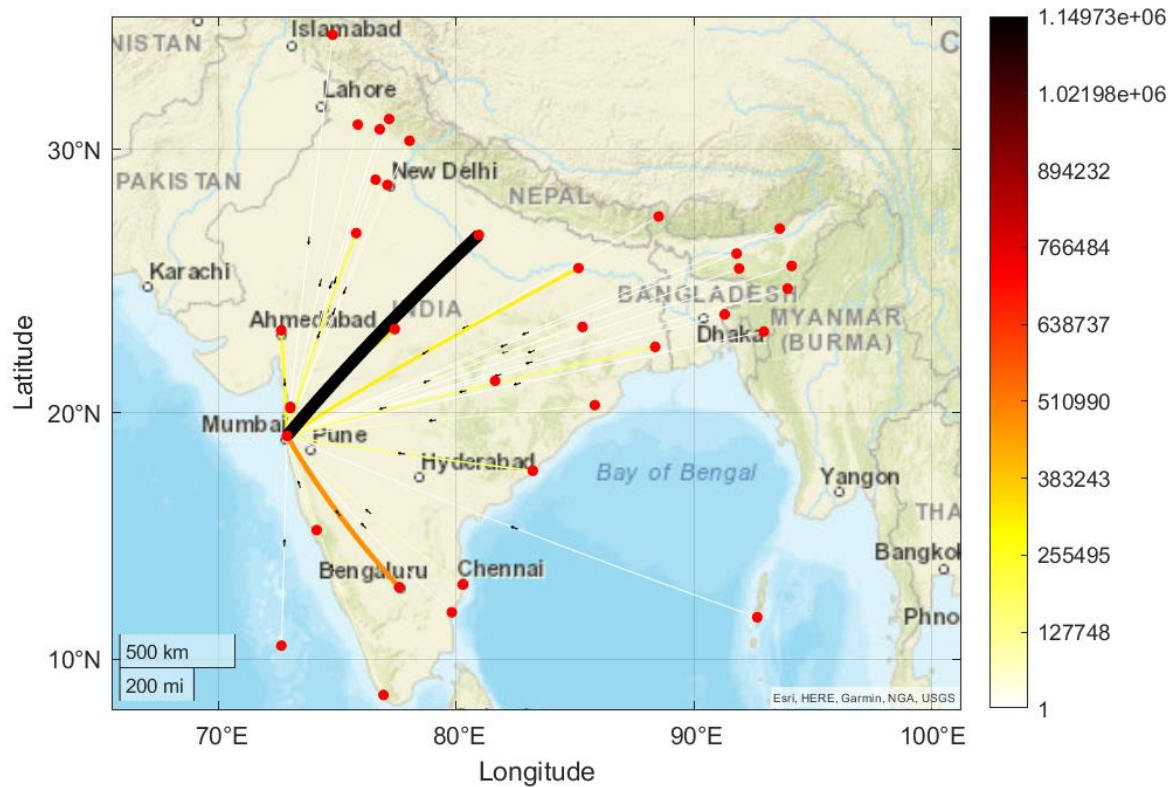 Islamabad
NISTAN
C
Lahore
30°N
New Delhi
PAKISTAN
NEPAL
Karachi
BANGLADESH
INDIA
Ahmedabad
Dhaka
MYANMAR
(BURMA)
20°N
Mumbai
Pune
Hyderabad
Bay of Bengal
Yangon
THA
Bangkok
Bengaluru
Chennai
Phno
500 km
10°N
200 mi
Esri, HERE, Garmin, NGA, USGS
70°E
80°E
90°E
100°E
Longitude
Latitude
1.14973e+06
1.02198e+06
894232
766484
638737
510990
383243
255495
127748
1